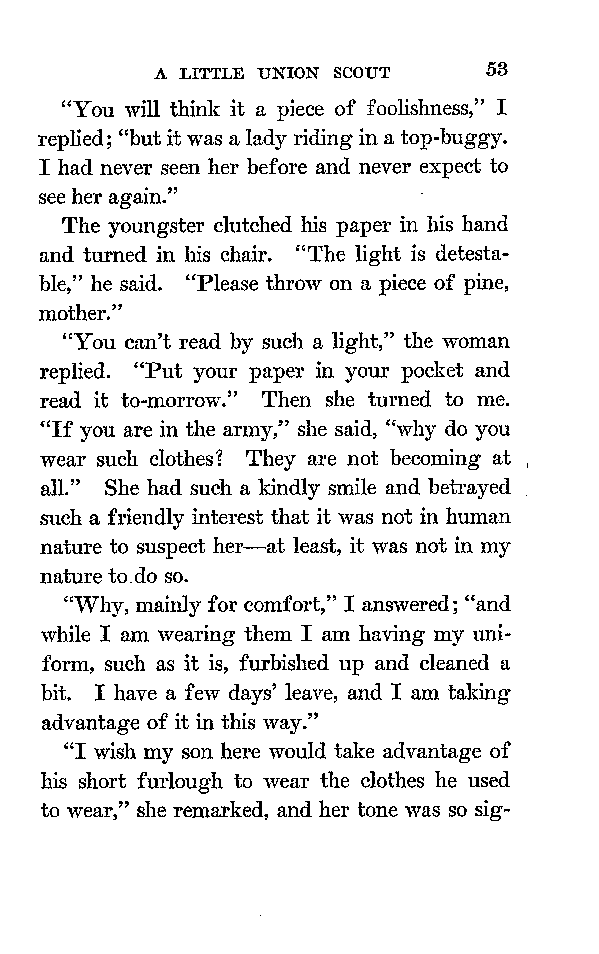 A LITTLE UNION SCOUT 53
“You will think it a piece of foolishness,” I
replied; “but it was a lady riding in a top-buggy.
I had never seen her before and never expect to
see her again.”
The youngster clutched his paper in his hand
and turned in his chair. “The light is detesta-
ble,” he said. “Please throw on a piece of pine,
mother.”
“You can’t read by such a light,” the woman
replied. “Put your paper in your pocket and
read it to-morrow.” Then she turned to me.
“If you are in the army,” she said, “why do you
wear such clothes? They are not becoming at
all.” She had such a kindly smile and betrayed
such a friendly interest that it was not in human
nature to suspect her—at least, it was not in my
nature to do so.
“Why, mainly for comfort,” I answered; “and
while I am wearing them I am having my uni-
form, such as it is, furbished up and cleaned a
bit. I have a few days’ leave, and I am taking
advantage of it in this way.”
“I wish my son here would take advantage of
his short furlough to wear the clothes he used
to wear,” she remarked, and her tone was so sig-